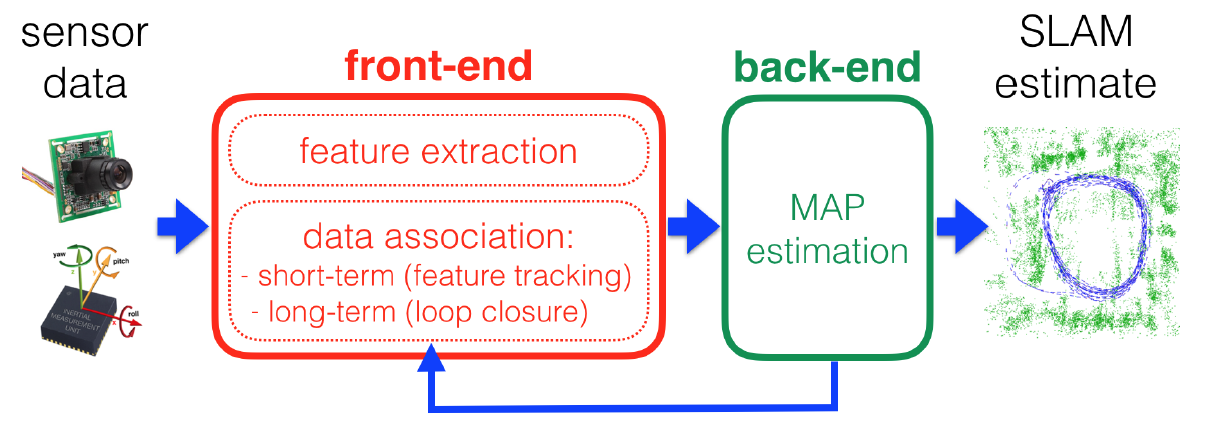 sensor
data
front-end
back-end
SLAM
estimate
feature extraction
data association:
- short-term (feature tracking)
- long-term (loop closure)
MAP
estimation
yaw
z
y
pitch
roll
x
INERTIAL
MEASUREMENT
UNIT